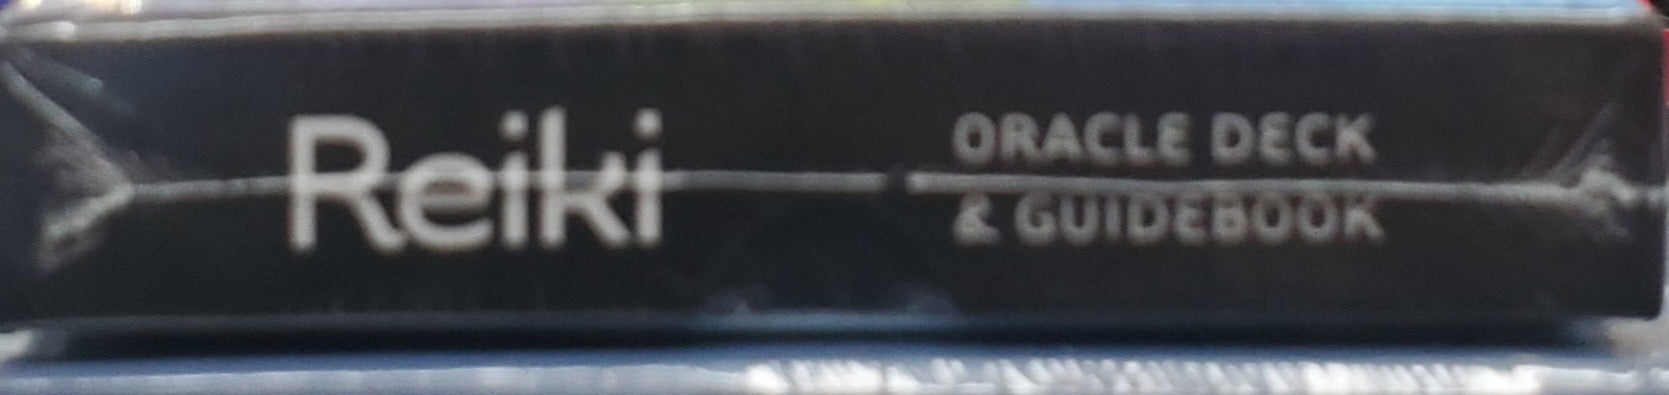 Reiki
ORACLE DECK
& GUIDEBOOK